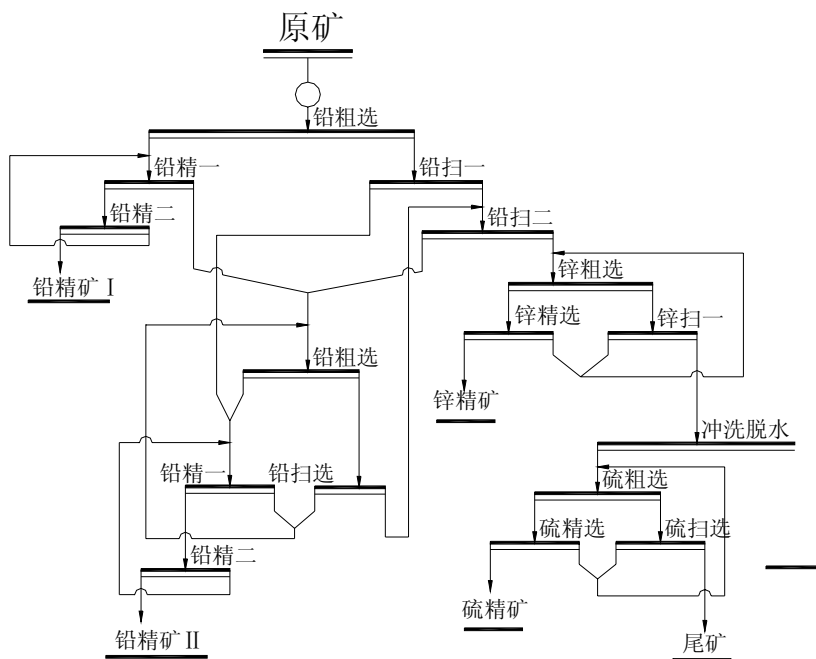 原矿
铅粗选
铅精一
铅扫一
铅精二
铅扫二
铅精矿 I
锌粗选
锌精选
锌扫一
铅粗选
锌精矿
冲洗脱水
铅精一
铅扫选
硫粗选
硫精选
硫扫选
铅精二
硫精矿
铅精矿 II
尾矿